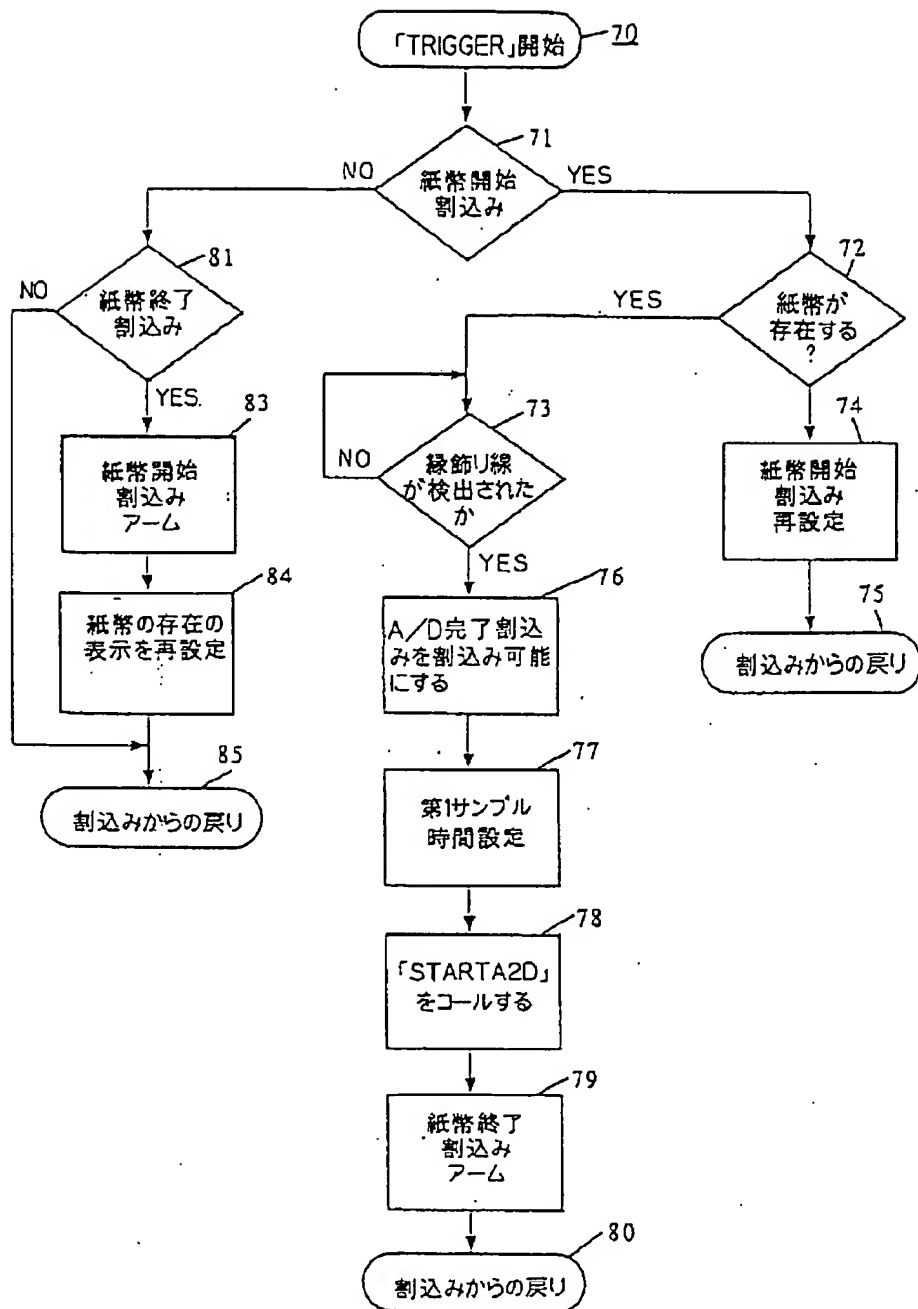 「TRIGGER」開始
70
71
NO
YES
紙幣開始
割込み
81
72
NO
紙幣終了
割込み
YES
紙幣が
存在する
?
YES.
83
73
74
紙幣開始
割込み
アーム
NO
縁飾り線
が検出されたか
か
紙幣開始
割込み
再設定
84
YES
76
75
紙幣の存在の
表示を再設定
A/D完了割込
みを割込み可能
にする
割込みからの戻り
85
77
割込みからの戻り
第1サンプル
時間設定
78
「STARTA2D」
をコールする
79
紙幣終了
割込み
アーム
80
割込みからの戻り